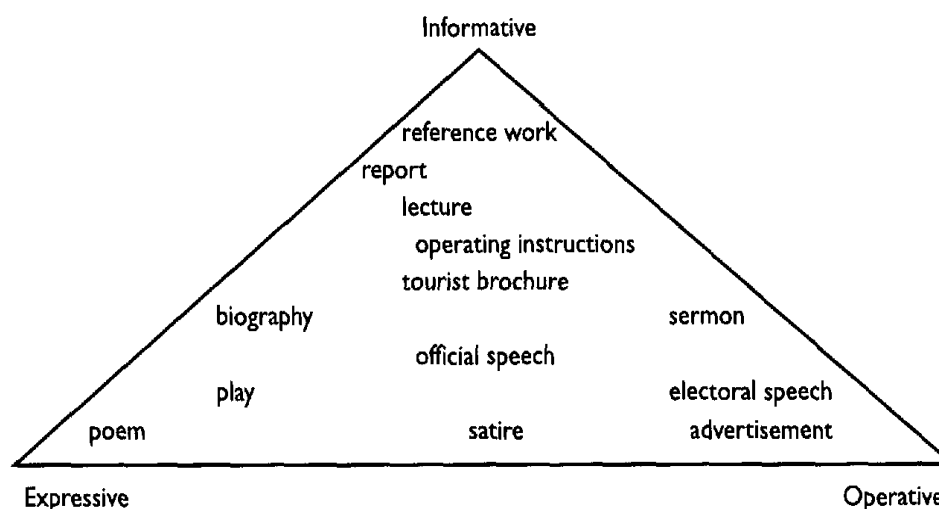 Informative
reference work
report
lecture
operating instructions
tourist brochure
biography sermon
official speech
play electoral speech
poem satire advertisement
Expressive Operative